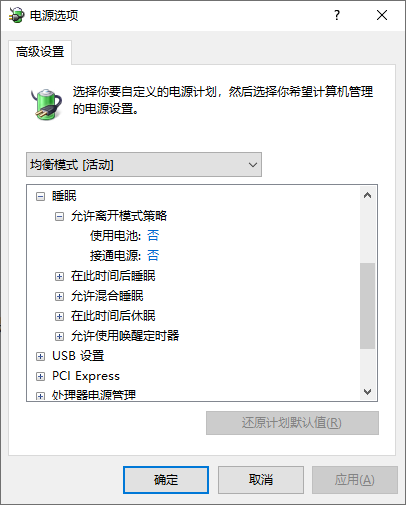 电源选项
高级设置
选择你要自定义的电源计划，然后选择你希望计算机管理
的电源设置。
均衡模式 [活动]
睡眠
允许离开模式策略
使用电池: 否
接通电源: 否
在此时间后睡眠
允许混合睡眠
在此时间后休眠
允许使用唤醒定时器
USB 设置
PCI Express
处理器电源管理
还原计划默认值(R)
确定
取消
应用(A)